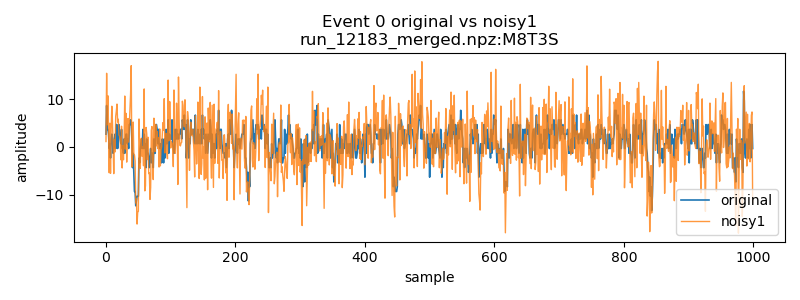 Event 0 original vs noisy1
run_12183_merged.npz:M8T3S
amplitude
10
0
−10
0
200
400
600
800
1000
sample
original
noisy1